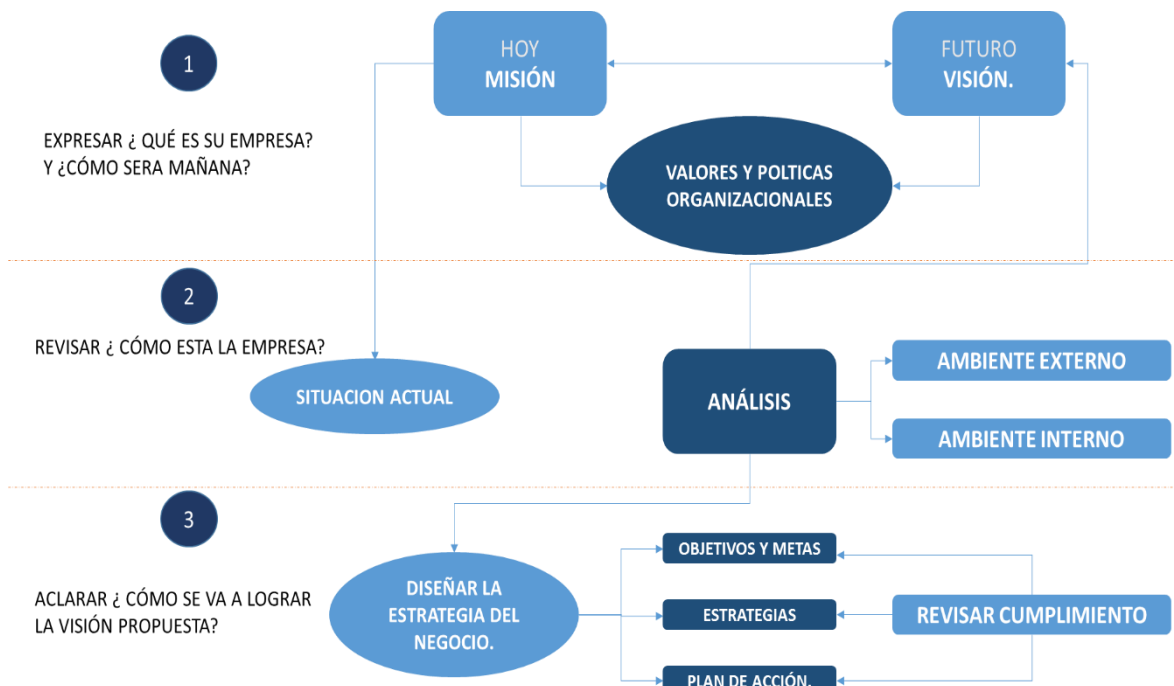 1
HOY
MISIÓN
FUTURO
VISIÓN.
EXPRESAR ¿ QUÉ ES SU EMPRESA?
Y ¿CÓMO SERA MAÑANA?
VALORES Y POLTICAS
ORGANIZACIONALES
2
REVISAR ¿ CÓMO ESTA LA EMPRESA?
SITUACION ACTUAL
ANÁLISIS
AMBIENTE EXTERNO
AMBIENTE INTERNO
3
ACLARAR ¿ CÓMO SE VA A LOGRAR
LA VISIÓN PROPUESTA?
DISEÑAR LA
ESTRATEGIA DEL
NEGOCIO.
OBJETIVOS Y METAS
ESTRATEGIAS
PLAN DE ACCIÓN.
REVISAR CUMPLIMIENTO